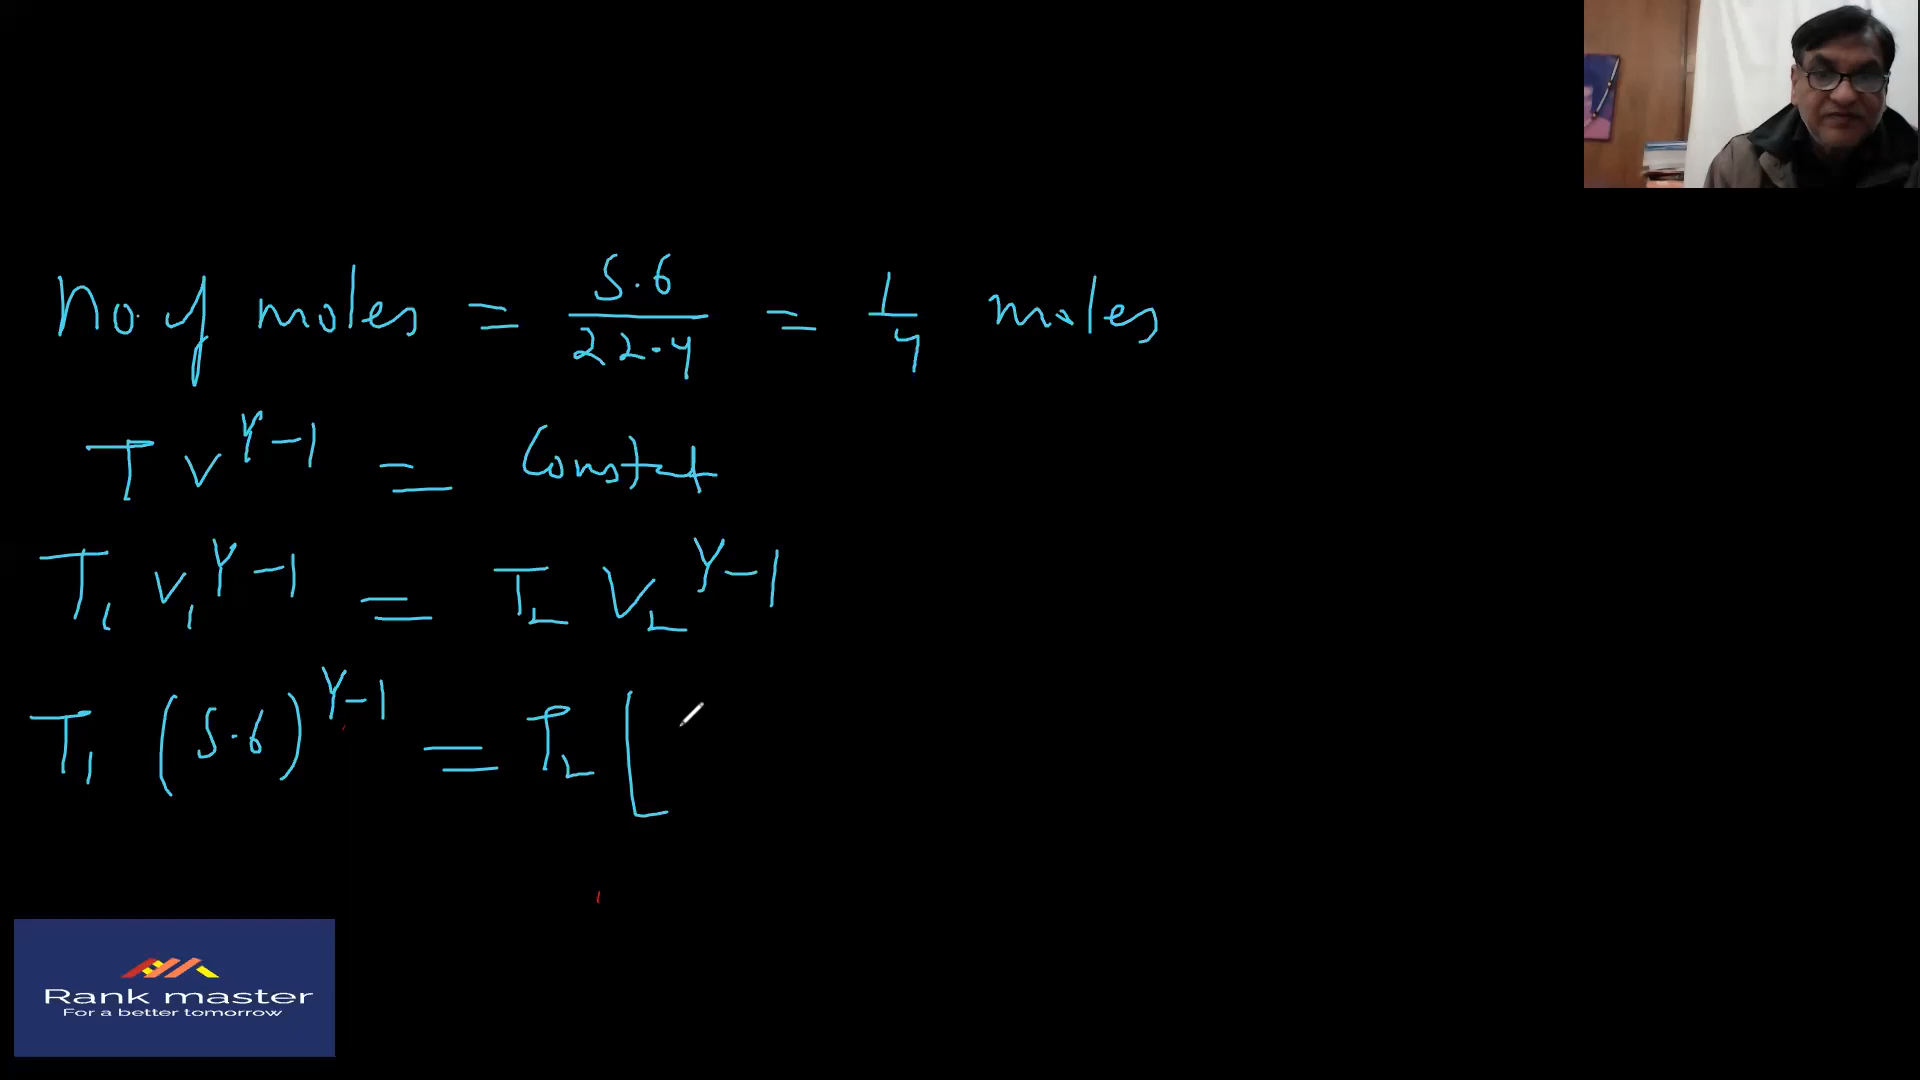 No. of moles = 5.6/22.4 = 1/4 moles
T V^γ-1 = Constat
T₁ V₁^γ-1 = T₂ V₂^γ-1
T₁ (5.6)^γ-1 = T₂ [
Rank master
For a better tomorrow